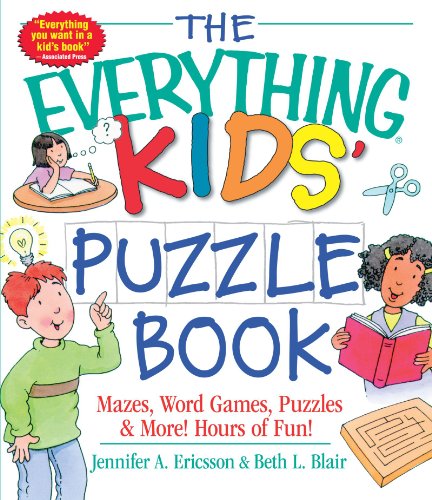 "Everything
you want in a
kid's book"
—Associated Press
THE
EVERYTHING®
KIDS'
PUZZLE
BOOK
?
Mazes, Word Games, Puzzles
& More! Hours of Fun!
Jennifer A. Ericsson & Beth L. Blair